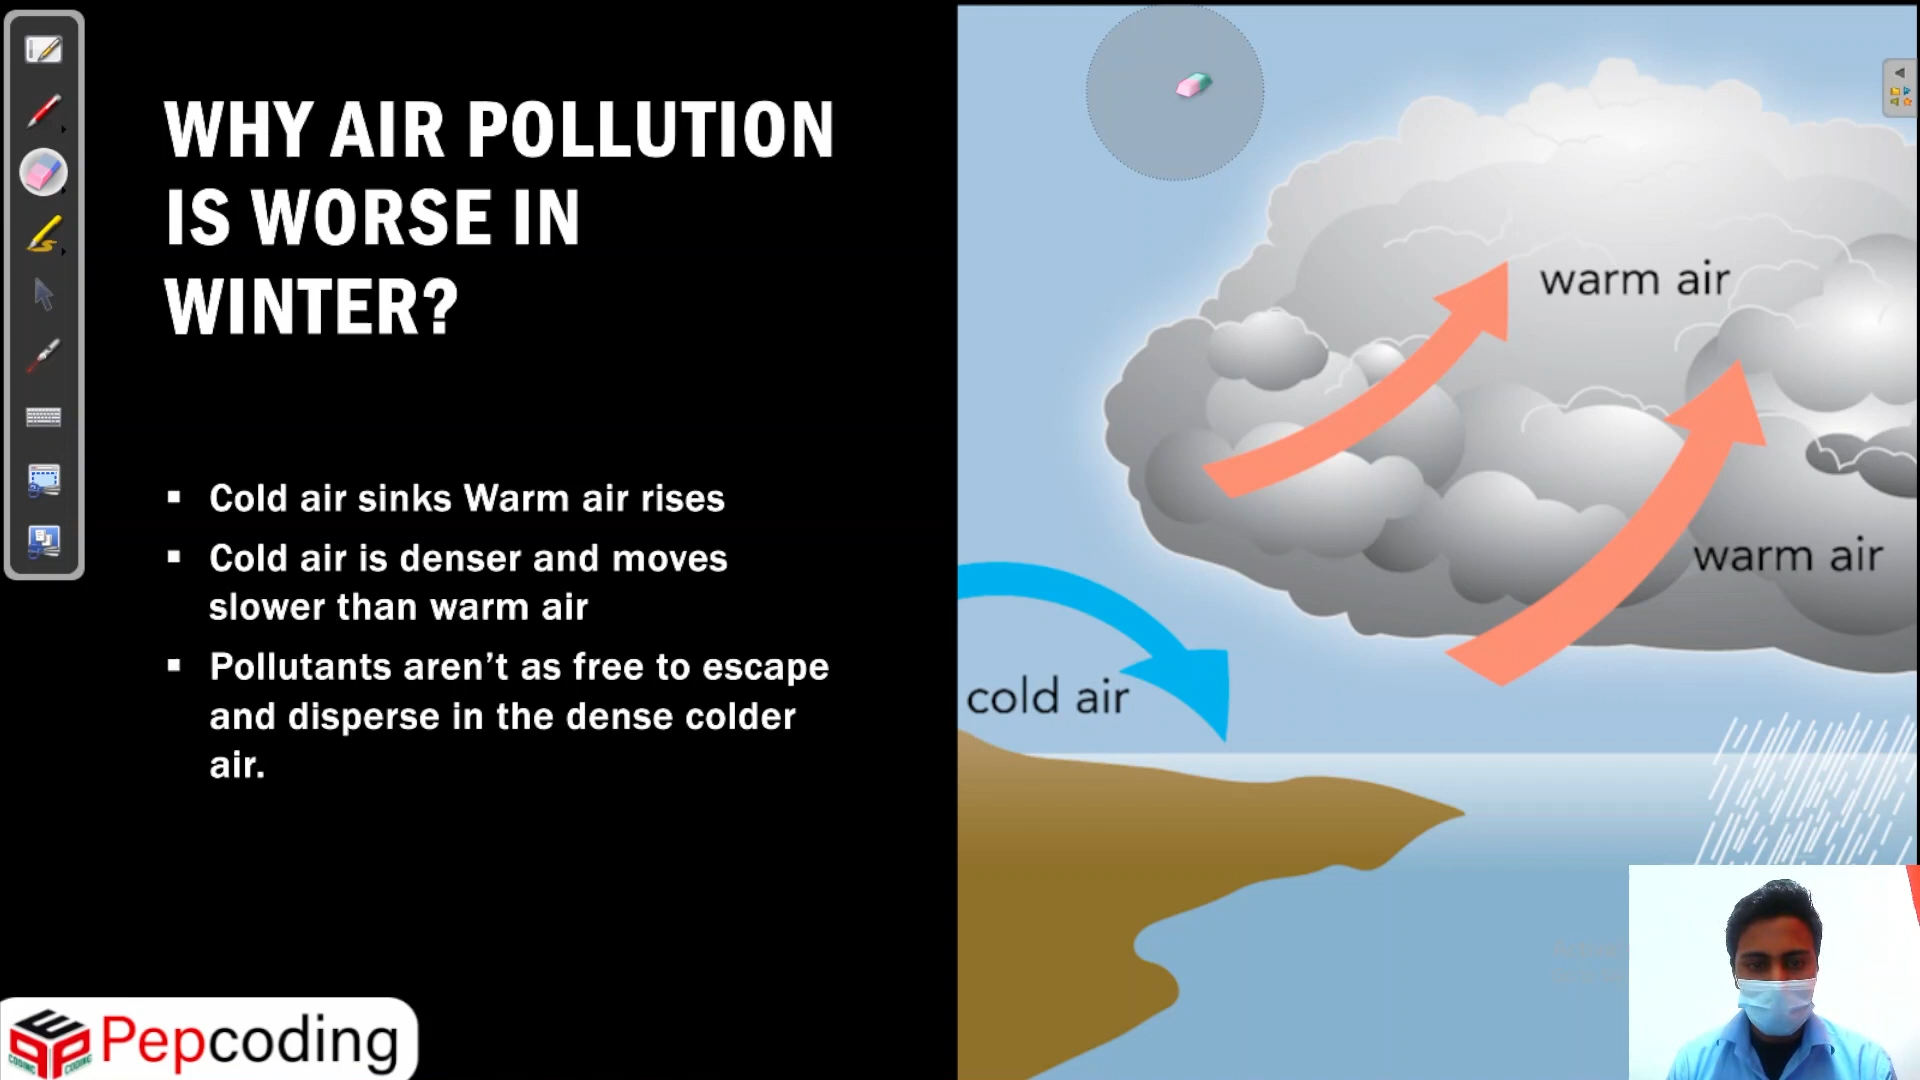 WHY AIR POLLUTION
IS WORSE IN
WINTER?
▪ Cold air sinks Warm air rises
▪ Cold air is denser and moves
slower than warm air
▪ Pollutants aren’t as free to escape
and disperse in the dense colder
air.
warm air
warm air
cold air
Pepcoding